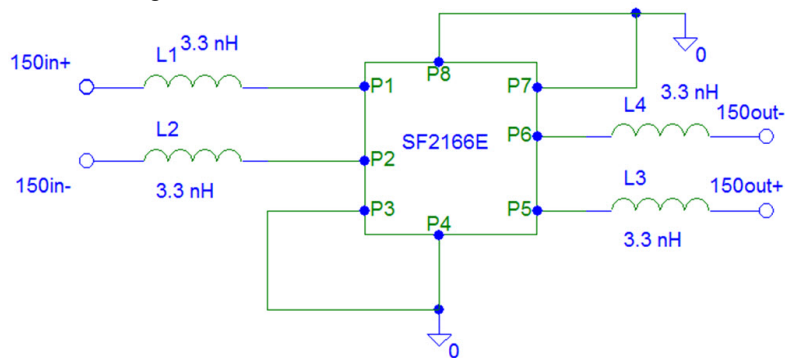 L1 3.3 nH
150in+
P1
P8
0
P7
L4 3.3 nH
150out-
P6
SF2166E
L2
P2
150in-
3.3 nH
P3
P4
P5
L3
150out+
3.3 nH
0